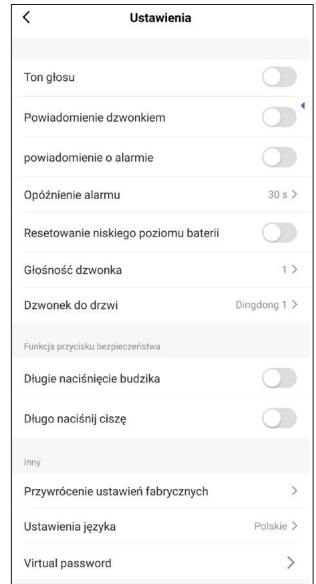 Ustawienia
Ton głosu
Powiadomienie dzwonkiem
powiadomienie o alarmie
Opóźnienie alarmu 30 s >
Resetowanie niskiego poziomu baterii
Głośność dzwonka 1 >
Dzwonek do drzwi Dingdong 1 >
Funkcja przycisku bezpieczeństwa
Długie naciśnięcie budzika
Długo naciśnij ciszę
Inny
Przywrócenie ustawień fabrycznych >
Ustawienia języka Polskie >
Virtual password >